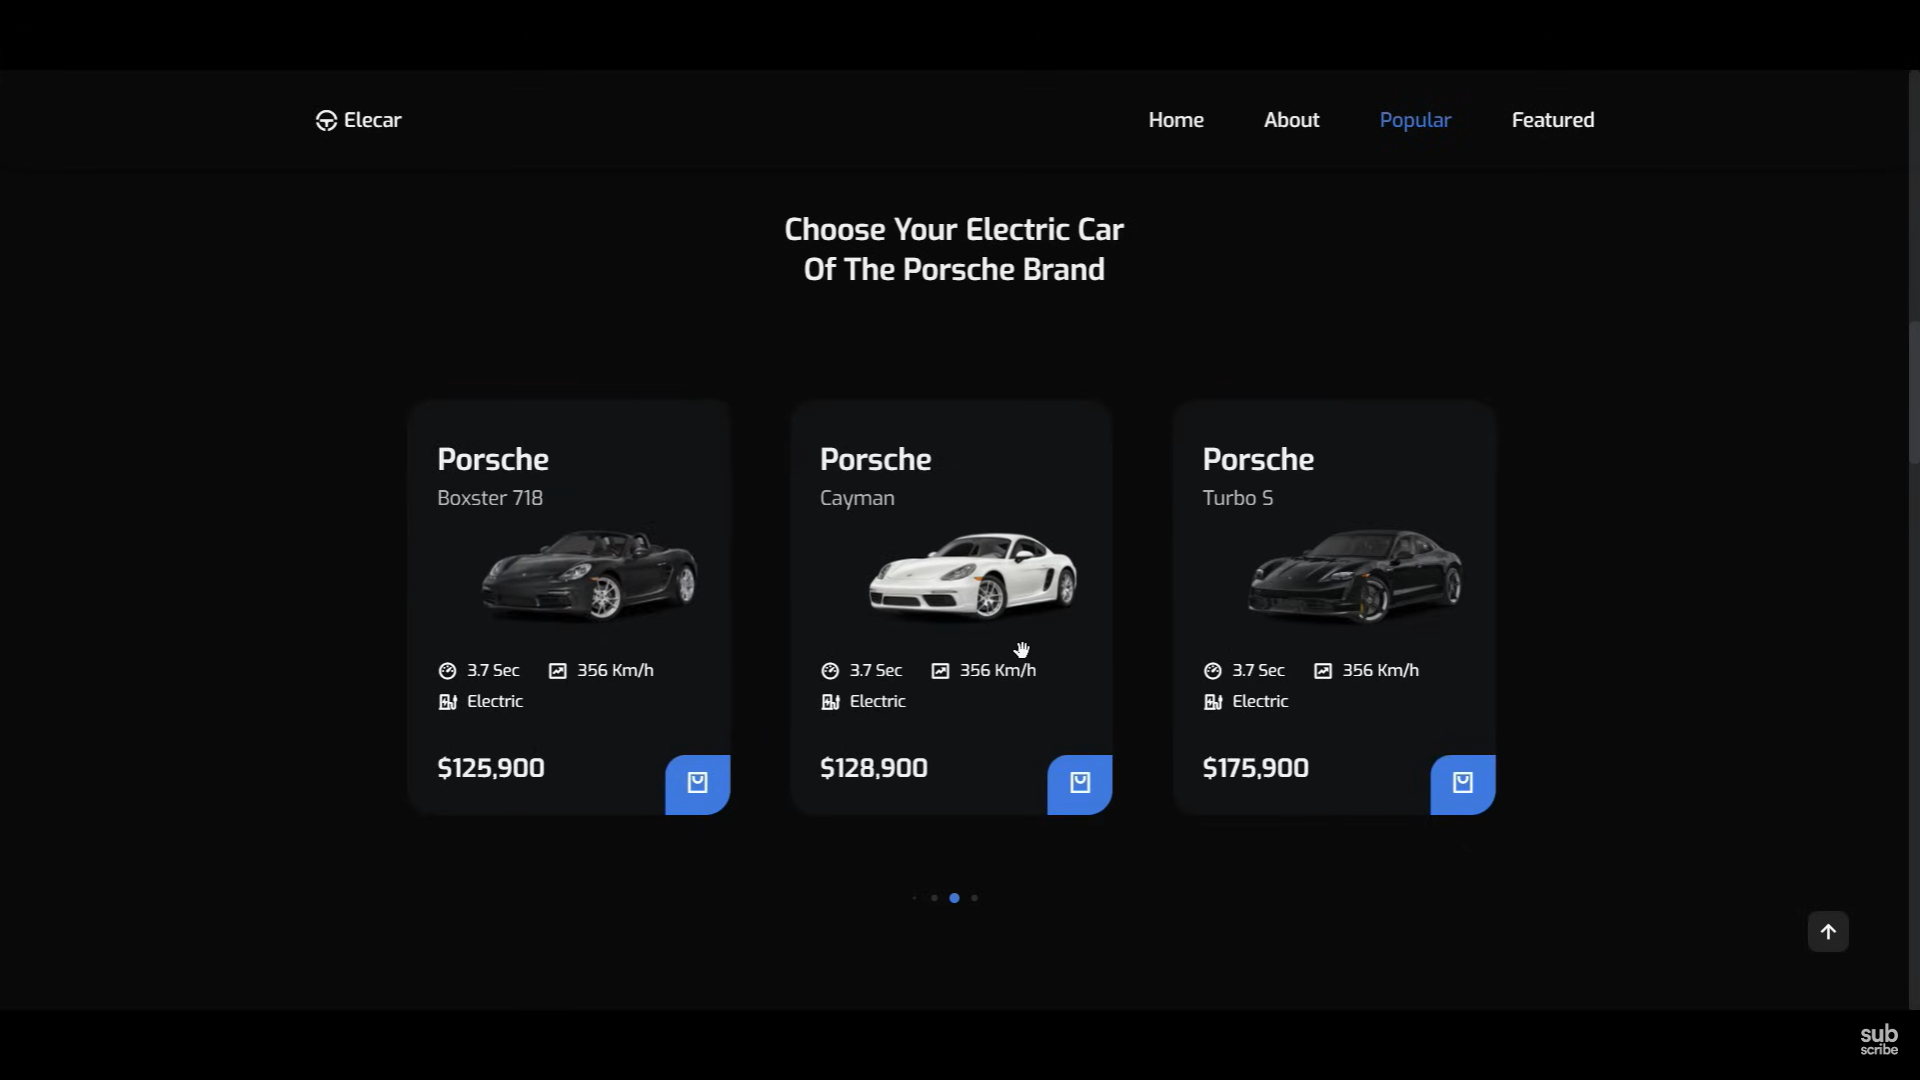 Elecar
Home About Popular Featured
Choose Your Electric Car
Of The Porsche Brand
Porsche
Boxster 718
3.7 Sec 356 Km/h
Electric
$125,900
Porsche
Cayman
3.7 Sec 356 Km/h
Electric
$128,900
Porsche
Turbo S
3.7 Sec 356 Km/h
Electric
$175,900
sub
scribe